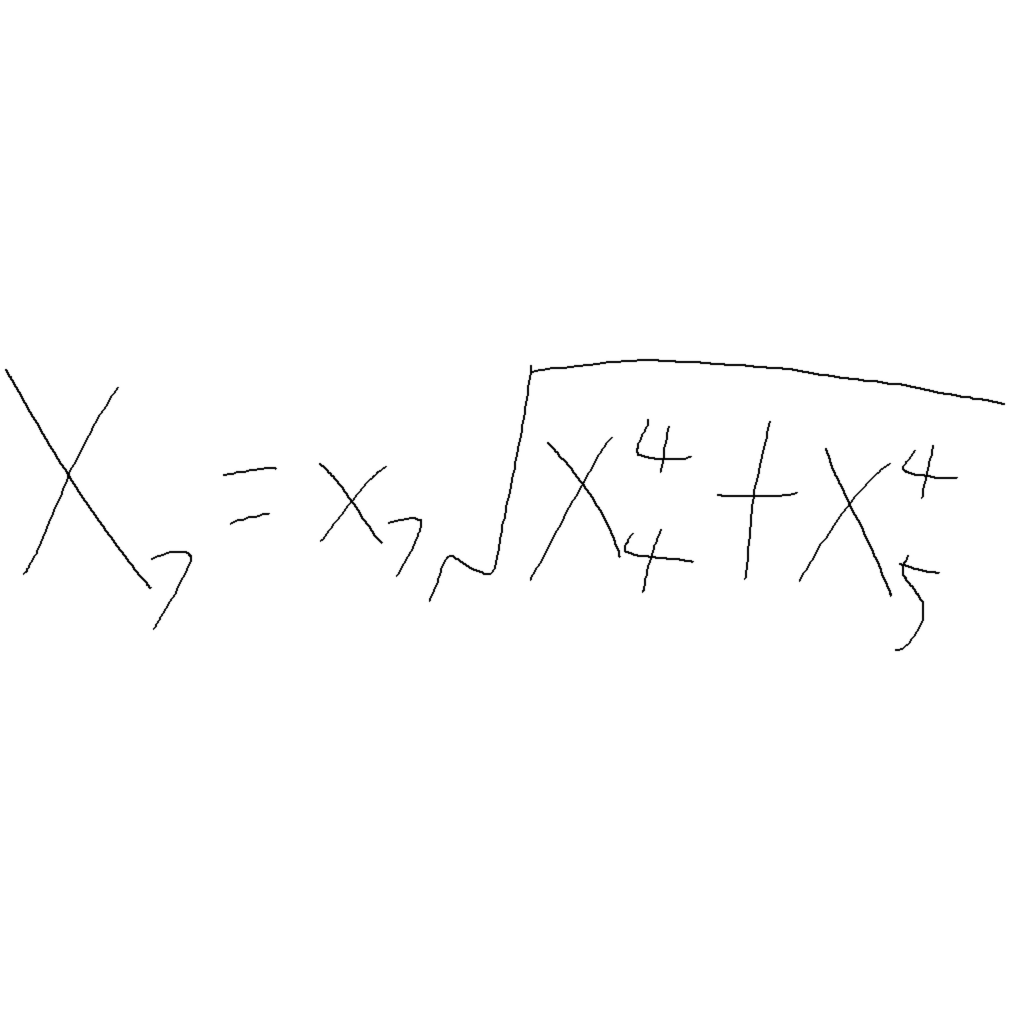 X₇ = x₇√(x₄⁴ + x₅⁴)